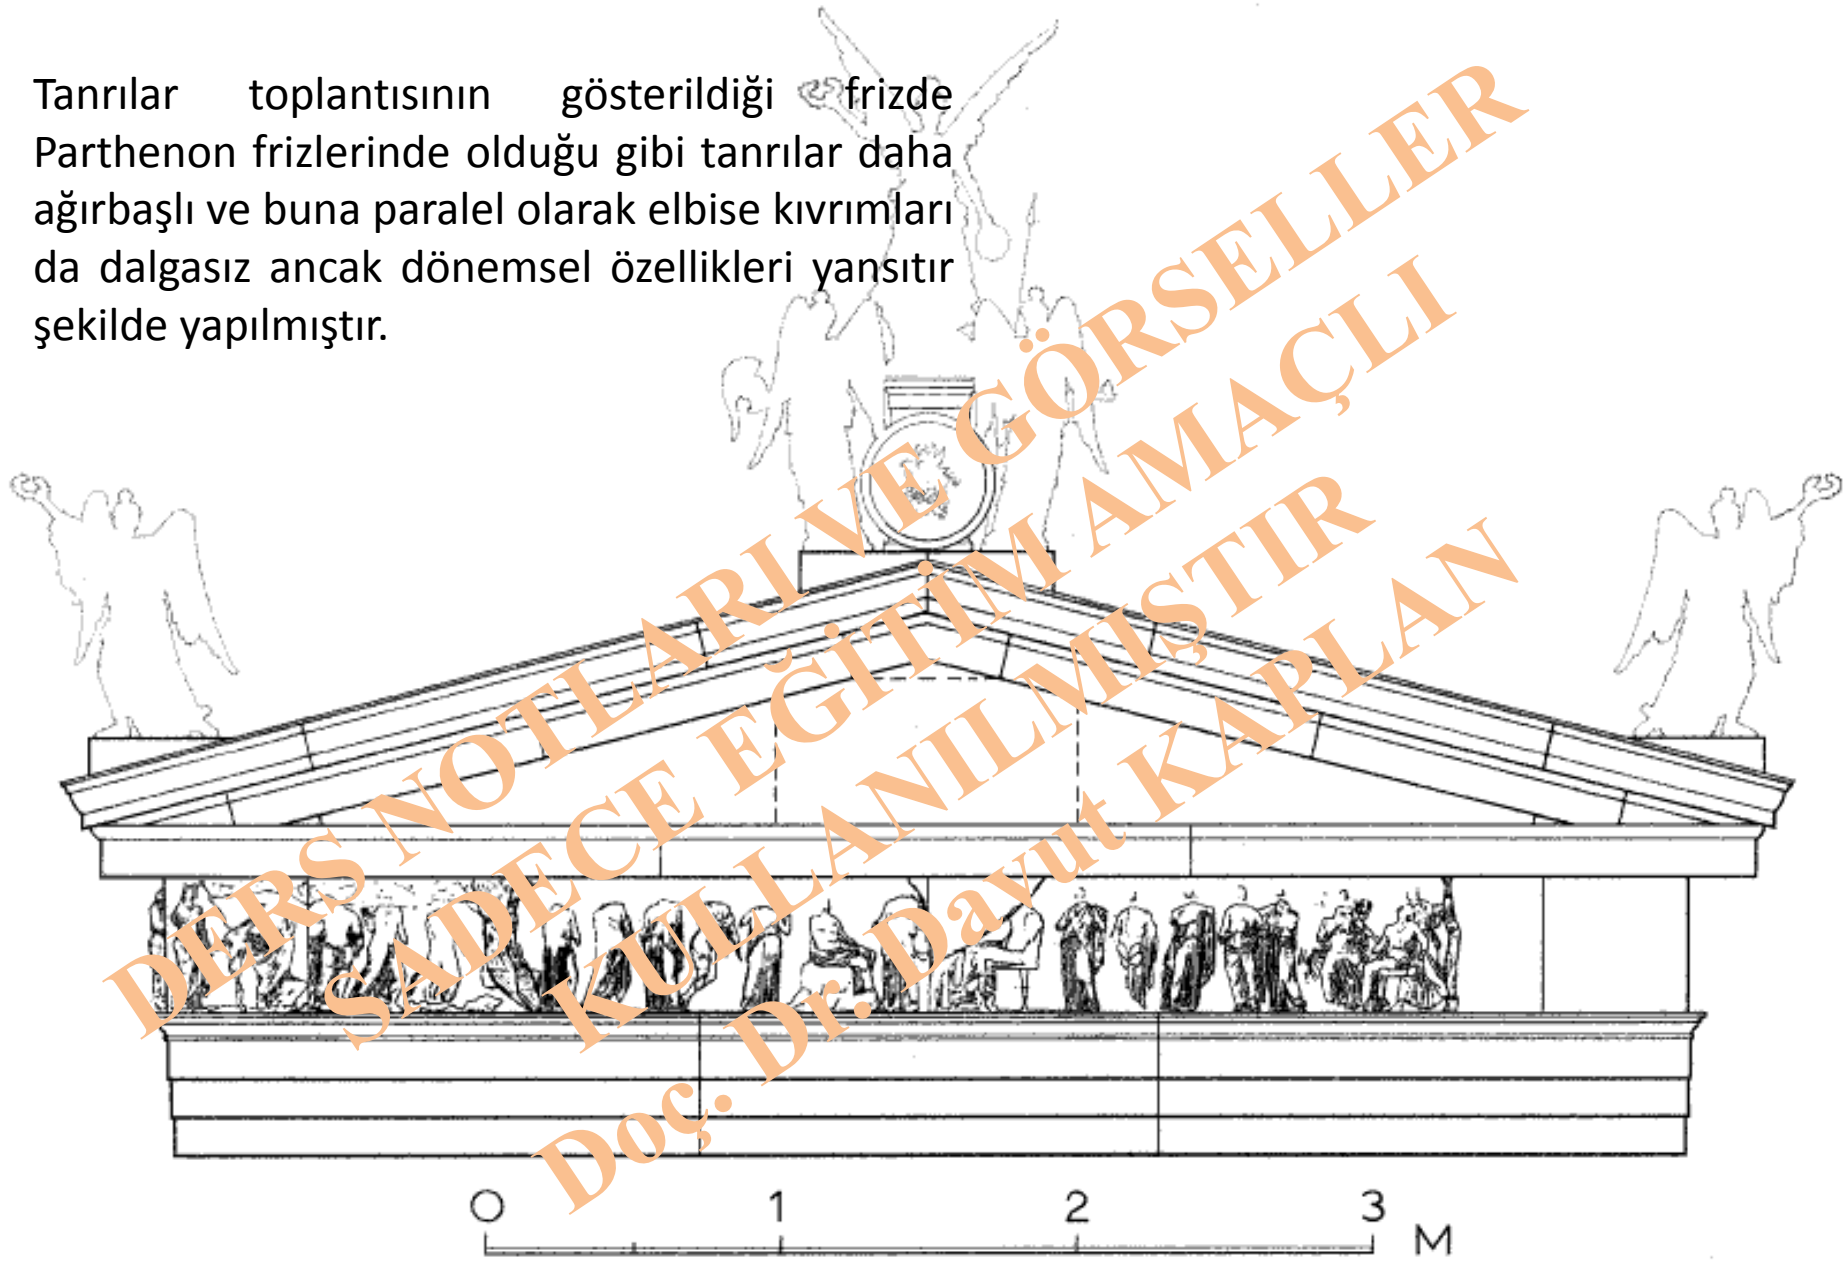 Tanrılar toplantısının gösterildiği frizde
Parthenon frizlerinde olduğu gibi tanrılar daha
ağırbaşlı ve buna paralel olarak elbise kıvrımları
da dalgasız ancak dönemsel özellikleri yansıtır
şekilde yapılmıştır.
DERS NOTLARI VE GÖRSELLER
SADECE EĞİTİM AMAÇLI
KULLANILMIŞTIR
Doç. Dr. Davut KAPLAN
0 1 2 3 M